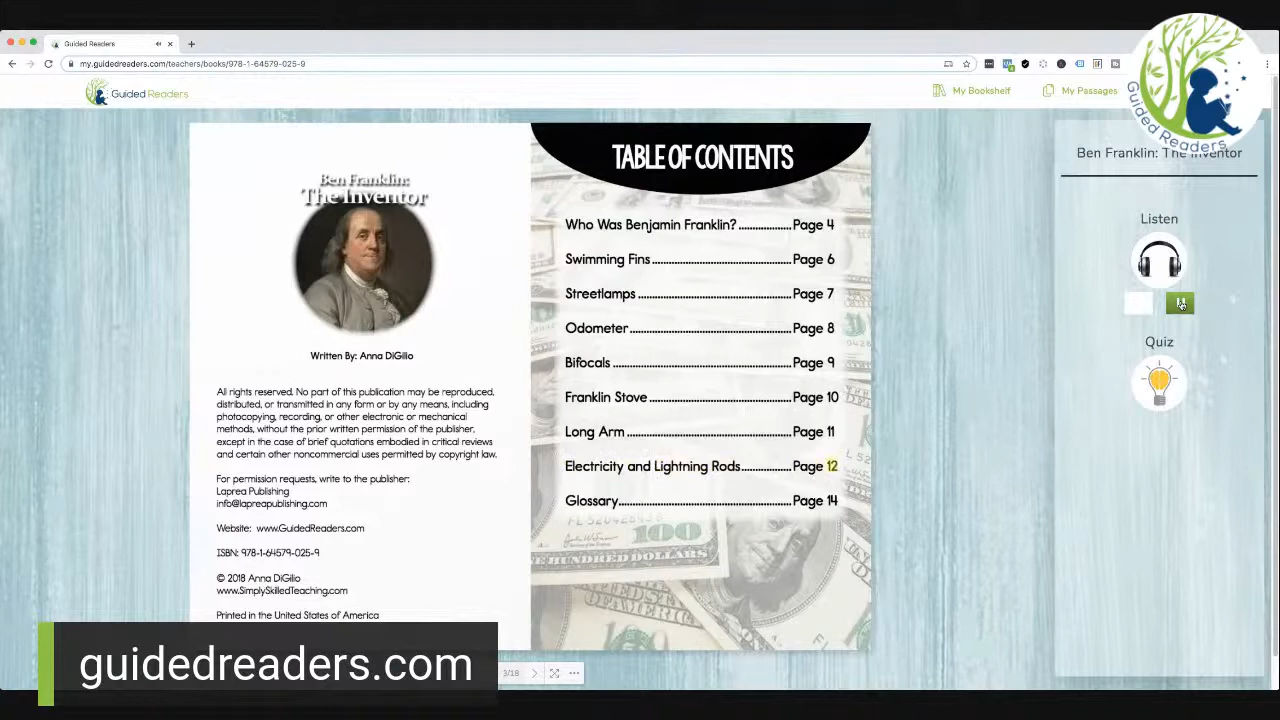 Guided Readers
my.guidedreaders.com/teachers/books/978-1-64579-025-9
Guided Readers
My Bookshelf
My Passages
Guided Readers
Ben Franklin:
The Inventor
Written By: Anna DiGilio
All rights reserved. No part of this publication may be reproduced,
distributed, or transmitted in any form or by any means, including
photocopying, recording, or other electronic or mechanical
methods, without the prior written permission of the publisher,
except in the case of brief quotations embodied in critical reviews
and certain other noncommercial uses permitted by copyright law.
For permission requests, write to the publisher:
Laprea Publishing
info@lapreapublishing.com
Website: www.GuidedReaders.com
ISBN: 978-1-64579-025-9
© 2018 Anna DiGilio
www.SimplySkilledTeaching.com
Printed in the United States of America
TABLE OF CONTENTS
Who Was Benjamin Franklin? .................. Page 4
Swimming Fins ............................................. Page 6
Streetlamps .................................................. Page 7
Odometer ..................................................... Page 8
Bifocals .......................................................... Page 9
Franklin Stove .............................................. Page 10
Long Arm ...................................................... Page 11
Electricity and Lightning Rods ................ Page 12
Glossary ........................................................ Page 14
100
HUNDRED DOLLARS
Ben Franklin: The Inventor
Listen
Quiz
3/18
guidedreaders.com